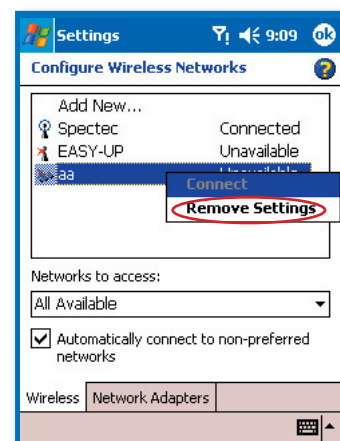 Settings 9:09 ok
Configure Wireless Networks ?
Add New...
Spectec Connected
EASY-UP Unavailable
aa Unavailable
Connect
Remove Settings
Networks to access:
All Available
Automatically connect to non-preferred
networks
Wireless Network Adapters